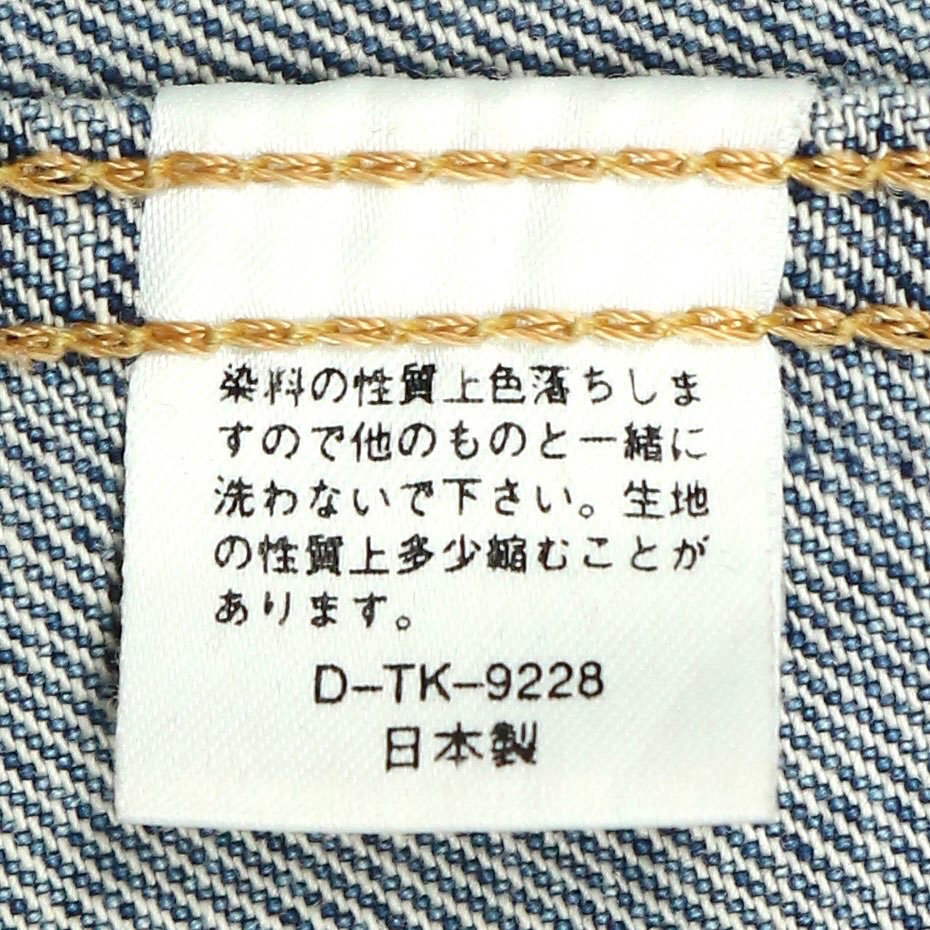 染料の性質上色落ちしま
すので他のものと一緒に
洗わないで下さい。生地
の性質上多少縮むことが
あります。
D-TK-9228
日本製